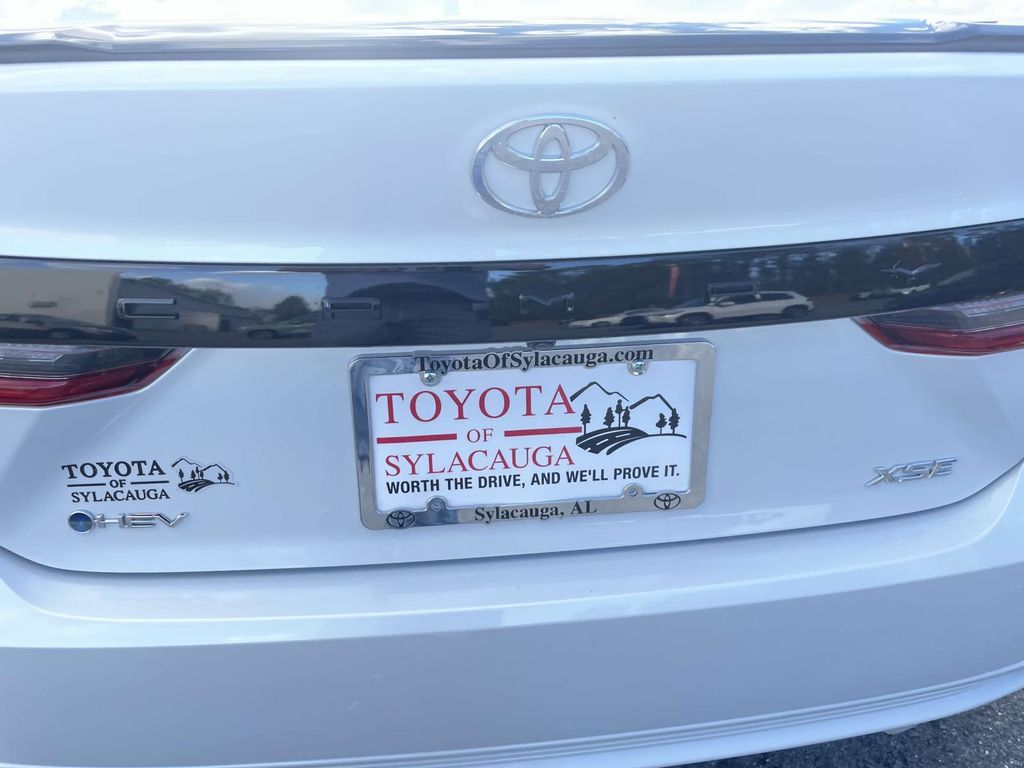 ToyotaOfSylacauga.com
TOYOTA
OF
SYLACAUGA
WORTH THE DRIVE, AND WE'LL PROVE IT.
Sylacauga, AL
TOYOTA
OF
SYLACAUGA
HEV
XSE